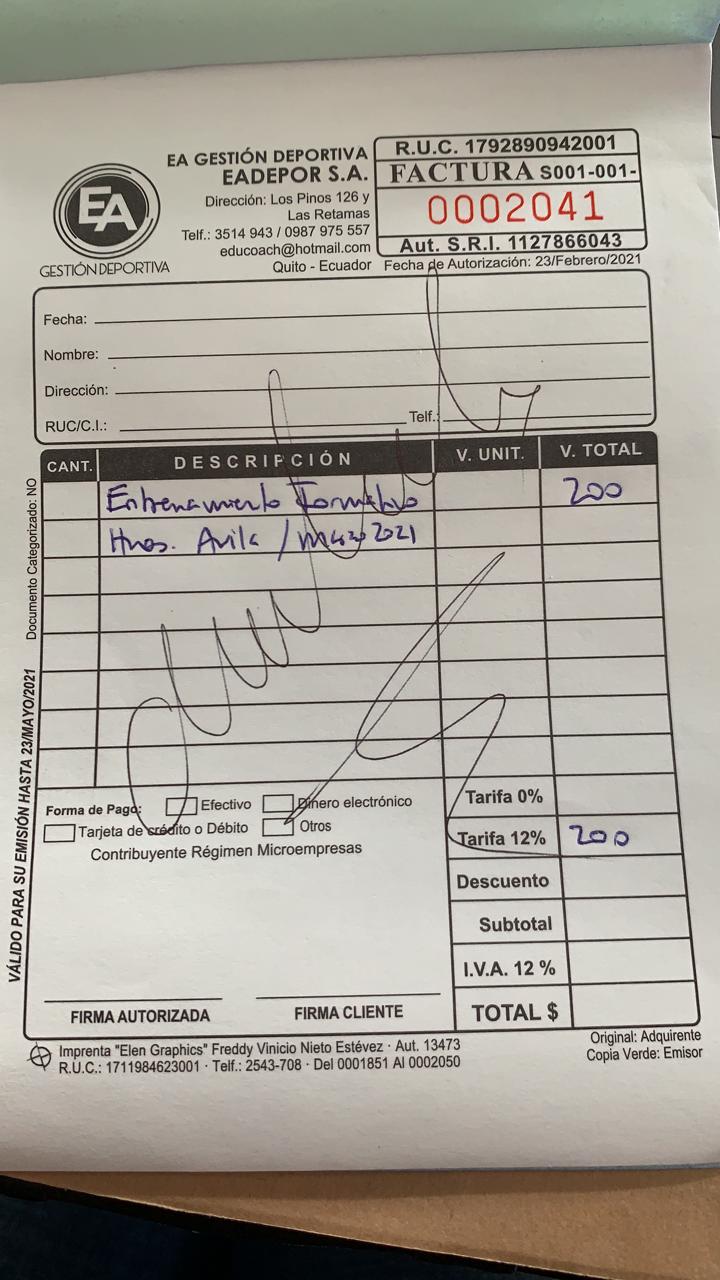 EA GESTIÓN DEPORTIVA
EADEPOR S.A.
Dirección: Los Pinos 126 y
Las Retamas
Telf.: 3514 943 / 0987 975 557
educoach@hotmail.com
Quito - Ecuador
EA
GESTIÓN DEPORTIVA
R.U.C. 1792890942001
FACTURA S001-001-
0002041
Aut. S.R.I. 1127866043
Fecha de Autorización: 23/Febrero/2021
Fecha:
Nombre:
Dirección:
RUC/C.I.: Telf.:
CANT. DESCRIPCIÓN V. UNIT. V. TOTAL
Entrenamiento Formativo 200
Hnos. Avila / Marzo 2021
Forma de Pago: Efectivo Dinero electrónico
Tarjeta de crédito o Débito Otros
Contribuyente Régimen Microempresas
Tarifa 0%
Tarifa 12% 200
Descuento
Subtotal
I.V.A. 12 %
TOTAL $
FIRMA AUTORIZADA FIRMA CLIENTE
VÁLIDO PARA SU EMISIÓN HASTA 23/MAYO/2021 Documento Categorizado: NO
Imprenta "Elen Graphics" Freddy Vinicio Nieto Estévez · Aut. 13473
R.U.C.: 1711984623001 · Telf.: 2543-708 · Del 0001851 Al 0002050
Original: Adquirente
Copia Verde: Emisor